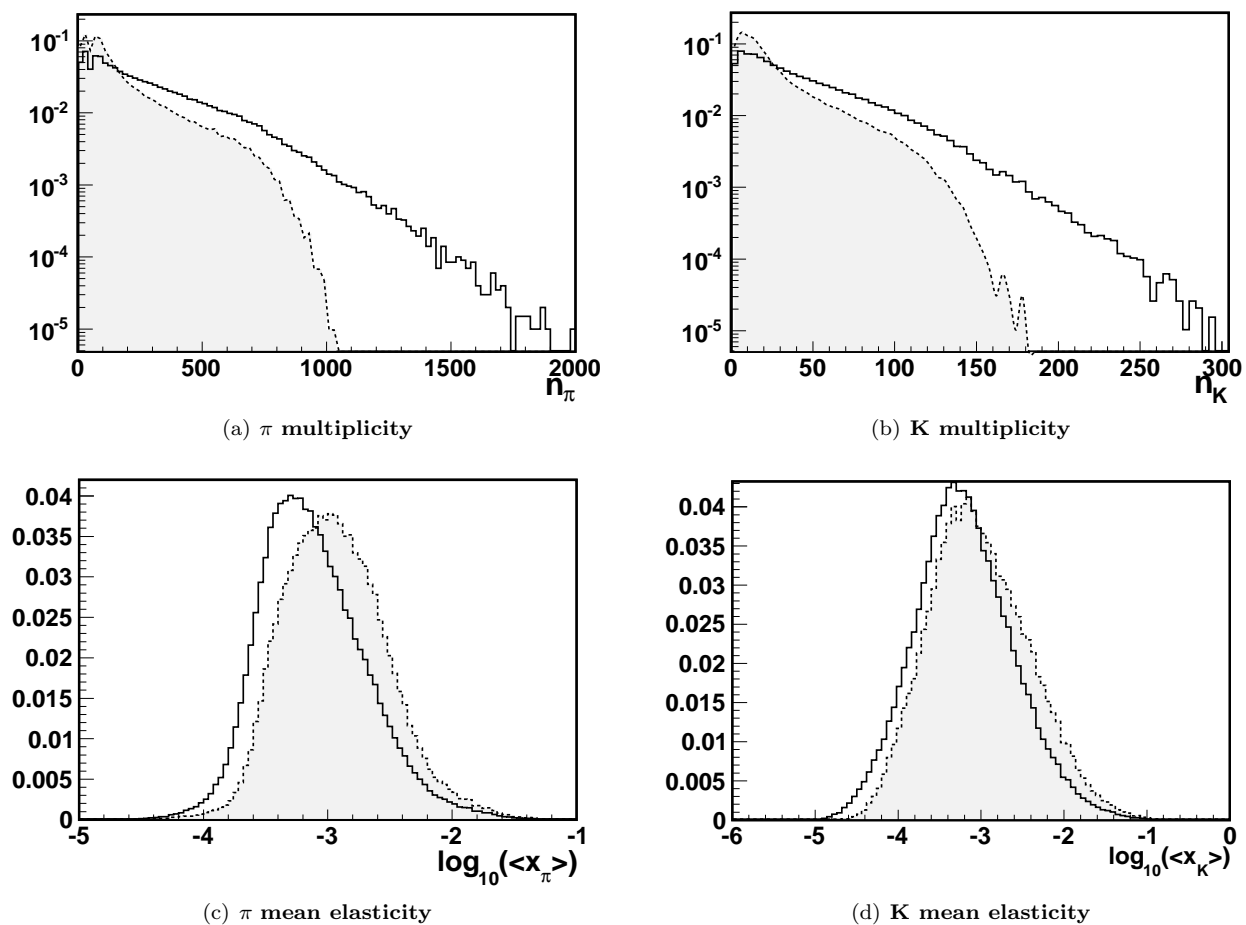 10⁻¹
10⁻²
10⁻³
10⁻⁴
10⁻⁵
0 500 1000 1500 2000
n_π
(a) π multiplicity
10⁻¹
10⁻²
10⁻³
10⁻⁴
10⁻⁵
0 50 100 150 200 250 300
n_K
(b) K multiplicity
0.04
0.035
0.03
0.025
0.02
0.015
0.01
0.005
0
-5 -4 -3 -2 -1
log₁₀(<x_π>)
(c) π mean elasticity
0.04
0.035
0.03
0.025
0.02
0.015
0.01
0.005
0
-6 -5 -4 -3 -2 -1 0
log₁₀(<x_K>)
(d) K mean elasticity